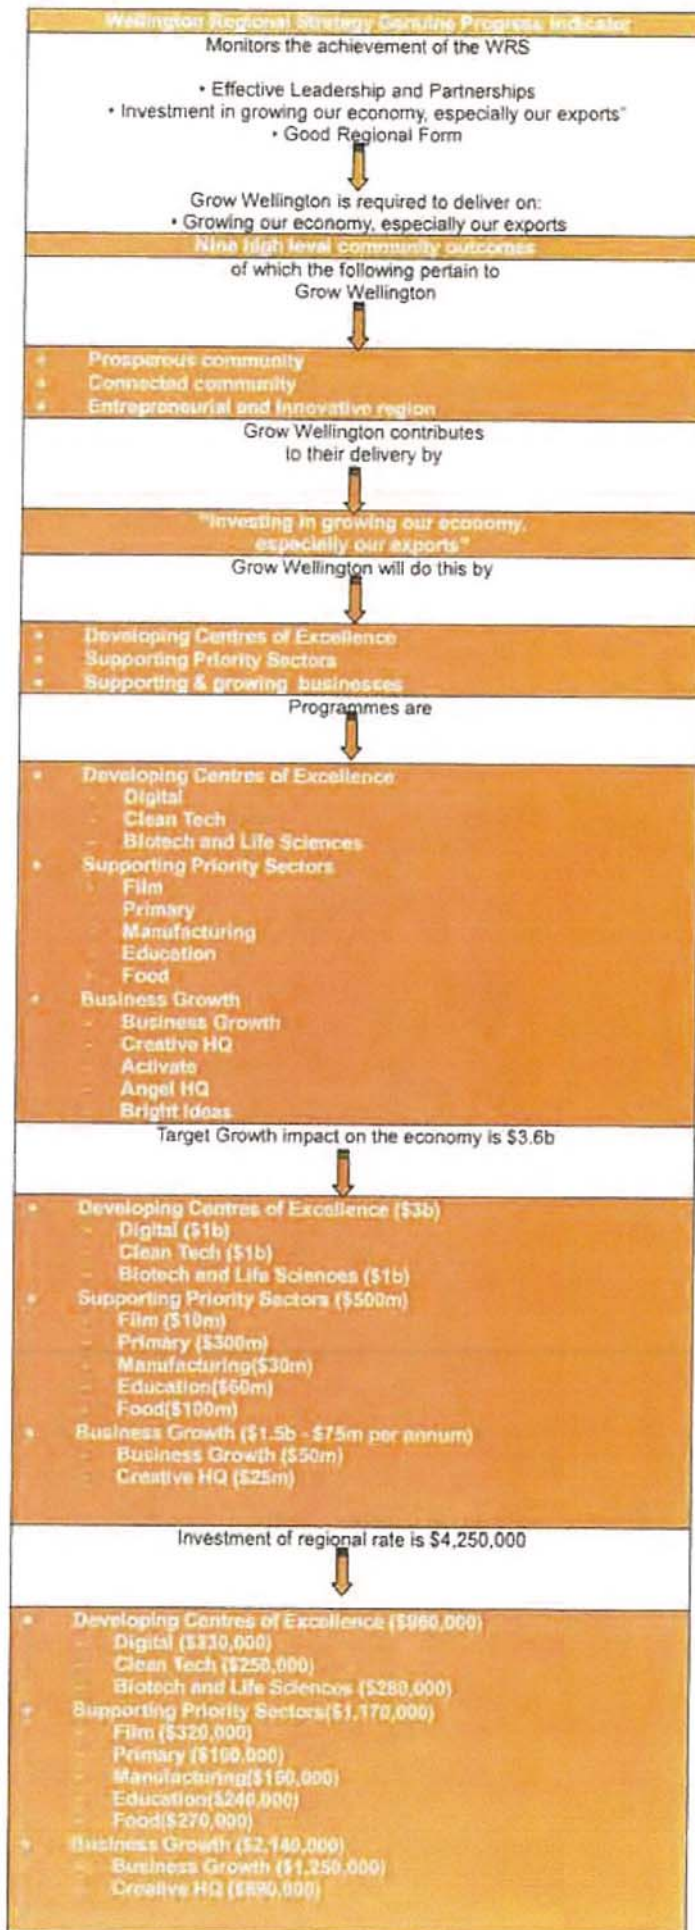 Wellington Regional Strategy Genuine Progress Indicator
Monitors the achievement of the WRS
• Effective Leadership and Partnerships
• Investment in growing our economy, especially our exports"
• Good Regional Form
Grow Wellington is required to deliver on:
• Growing our economy, especially our exports
Nine high level community outcomes
of which the following pertain to
Grow Wellington
• Prosperous community
• Connected community
• Entrepreneurial and Innovative region
Grow Wellington contributes
to their delivery by
"Investing in growing our economy,
especially our exports"
Grow Wellington will do this by
• Developing Centres of Excellence
• Supporting Priority Sectors
• Supporting & growing businesses
Programmes are
• Developing Centres of Excellence
- Digital
- Clean Tech
- Biotech and Life Sciences
• Supporting Priority Sectors
- Film
- Primary
- Manufacturing
- Education
- Food
• Business Growth
- Business Growth
- Creative HQ
- Activate
- Angel HQ
- Bright Ideas
Target Growth impact on the economy is $3.6b
• Developing Centres of Excellence ($3b)
- Digital ($1b)
- Clean Tech ($1b)
- Biotech and Life Sciences ($1b)
• Supporting Priority Sectors ($500m)
- Film ($10m)
- Primary ($300m)
- Manufacturing($30m)
- Education($60m)
- Food($100m)
• Business Growth ($1.5b - $75m per annum)
- Business Growth ($50m)
- Creative HQ ($25m)
Investment of regional rate is $4,250,000
• Developing Centres of Excellence ($860,000)
- Digital ($330,000)
- Clean Tech ($250,000)
- Biotech and Life Sciences ($280,000)
• Supporting Priority Sectors($1,170,000)
- Film ($320,000)
- Primary
- Manufacturing
- Education($240,000)
- Food($270,000)
• Business Growth ($2,140,000)
- Business Growth ($1,250,000)
- Creative HQ ($890,000)